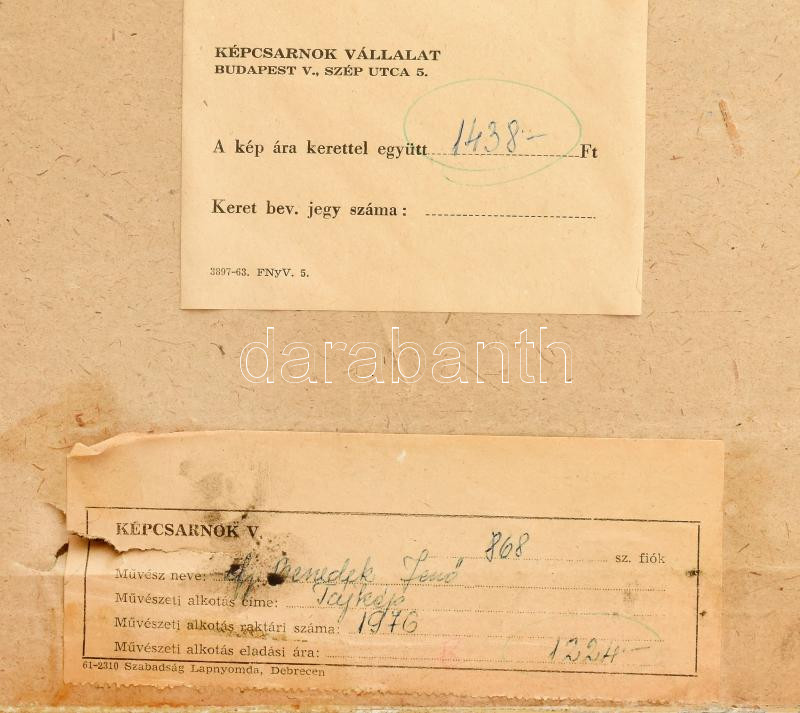 KÉPCSARNOK VÁLLALAT
BUDAPEST V., SZÉP UTCA 5.
A kép ára kerettel együtt 1438.— Ft
Keret bev. jegy száma:
3897-63. FNyV. 5.
darabanth
KÉPCSARNOK V.
868 sz. fiók
Művész neve: ifj. Benedek Jenő
Művészeti alkotás címe: Tájkép
Művészeti alkotás raktári száma: 1976
Művészeti alkotás eladási ára: 1224.—
61-2310 Szabadság Lapnyomda, Debrecen